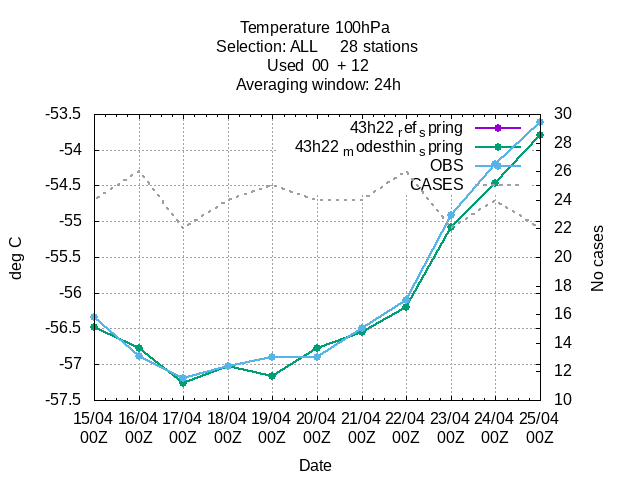 Temperature 100hPa
Selection: ALL 28 stations
Used 00 + 12
Averaging window: 24h
43h22 ref spring
43h22 modesthin spring
OBS
CASES
-53.5
-54
-54.5
-55
-55.5
-56
-56.5
-57
-57.5
30
28
26
24
22
20
18
16
14
12
10
deg C
No cases
15/04 16/04 17/04 18/04 19/04 20/04 21/04 22/04 23/04 24/04 25/04
00Z 00Z 00Z 00Z 00Z 00Z 00Z 00Z 00Z 00Z 00Z
Date